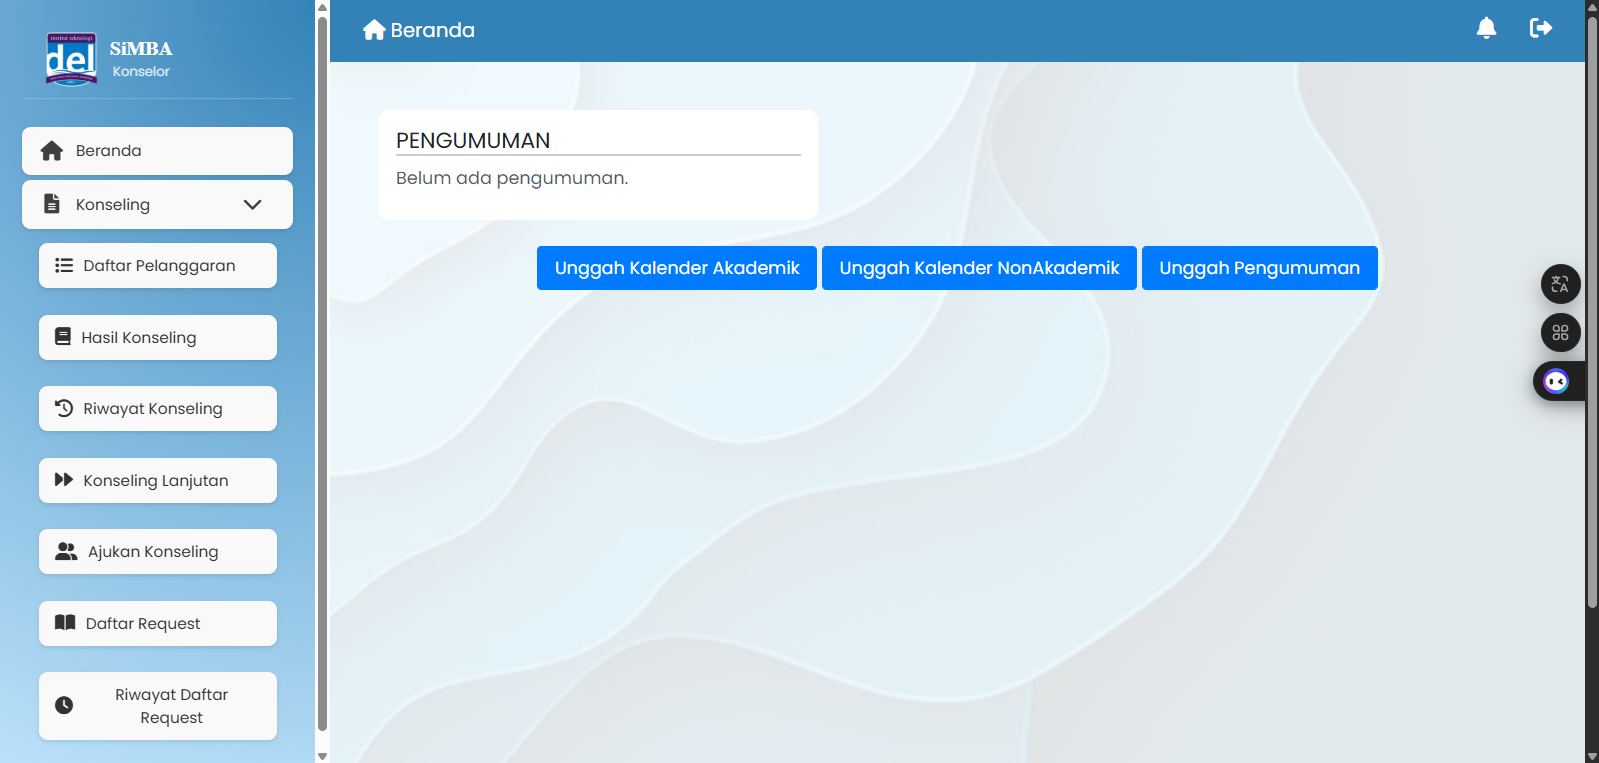 institut teknologi
del
SiMBA
Konselor
Beranda
Konseling
Daftar Pelanggaran
Hasil Konseling
Riwayat Konseling
Konseling Lanjutan
Ajukan Konseling
Daftar Request
Riwayat Daftar
Request
Beranda
PENGUMUMAN
Belum ada pengumuman.
Unggah Kalender Akademik
Unggah Kalender NonAkademik
Unggah Pengumuman